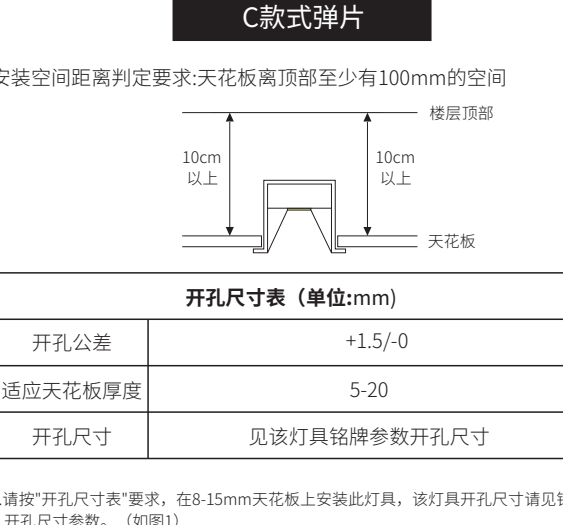 C款式弹片
安装空间距离判定要求:天花板离顶部至少有100mm的空间
楼层顶部
10cm
以上
10cm
以上
天花板
开孔尺寸表（单位:mm)
开孔公差 +1.5/-0
适应天花板厚度 5-20
开孔尺寸 见该灯具铭牌参数开孔尺寸
.请按"开孔尺寸表"要求，在8-15mm天花板上安装此灯具，该灯具开孔尺寸请见铭
开孔尺寸参数。（如图1）